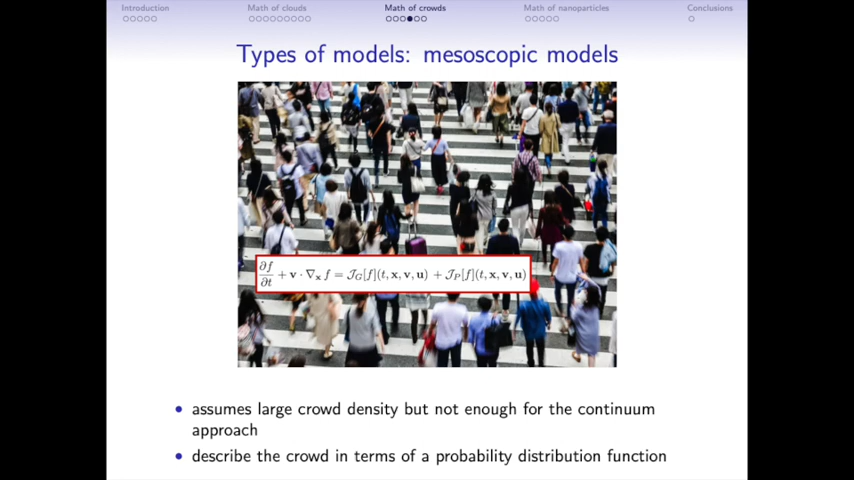 Introduction Math of clouds Math of crowds Math of nanoparticles Conclusions
Types of models: mesoscopic models
∂f/∂t + v · ∇ₓ f = 𝒥_G[f](t, x, v, u) + 𝒥_P[f](t, x, v, u)
• assumes large crowd density but not enough for the continuum
approach
• describe the crowd in terms of a probability distribution function